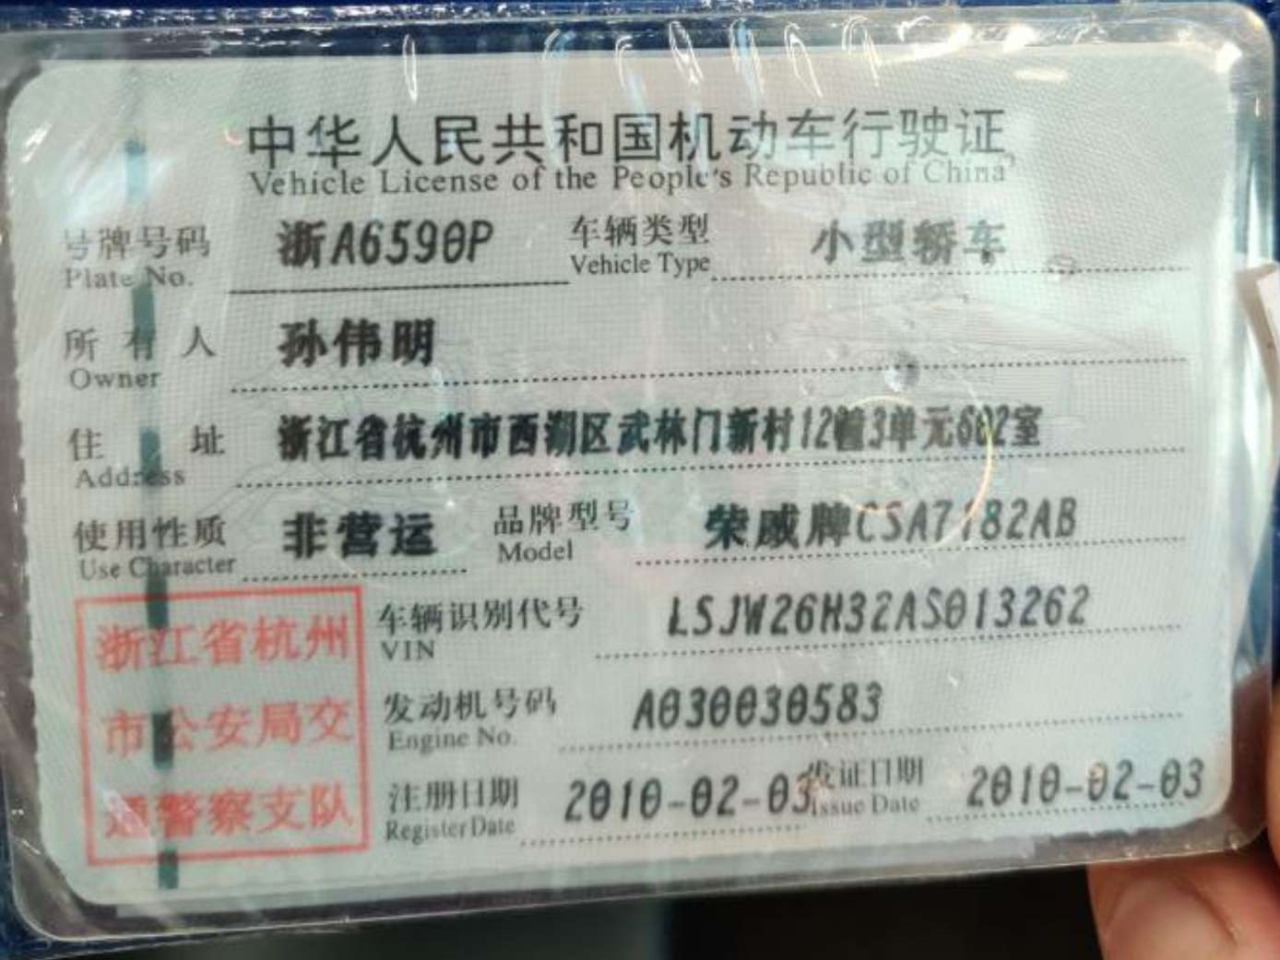 中华人民共和国机动车行驶证
Vehicle License of the People's Republic of China
号牌号码 浙A6590P 车辆类型 小型轿车
Plate No. Vehicle Type
所有人 孙伟明
Owner
住址 浙江省杭州市西湖区武林门新村12幢3单元602室
Address
使用性质 非营运 品牌型号 荣威牌CSA7182AB
Use Character Model
车辆识别代号 LSJW26H32AS013262
VIN
发动机号码 A030030583
Engine No.
注册日期 2010-02-03 发证日期 2010-02-03
Register Date Issue Date
浙江省杭州
市公安局交
通警察支队